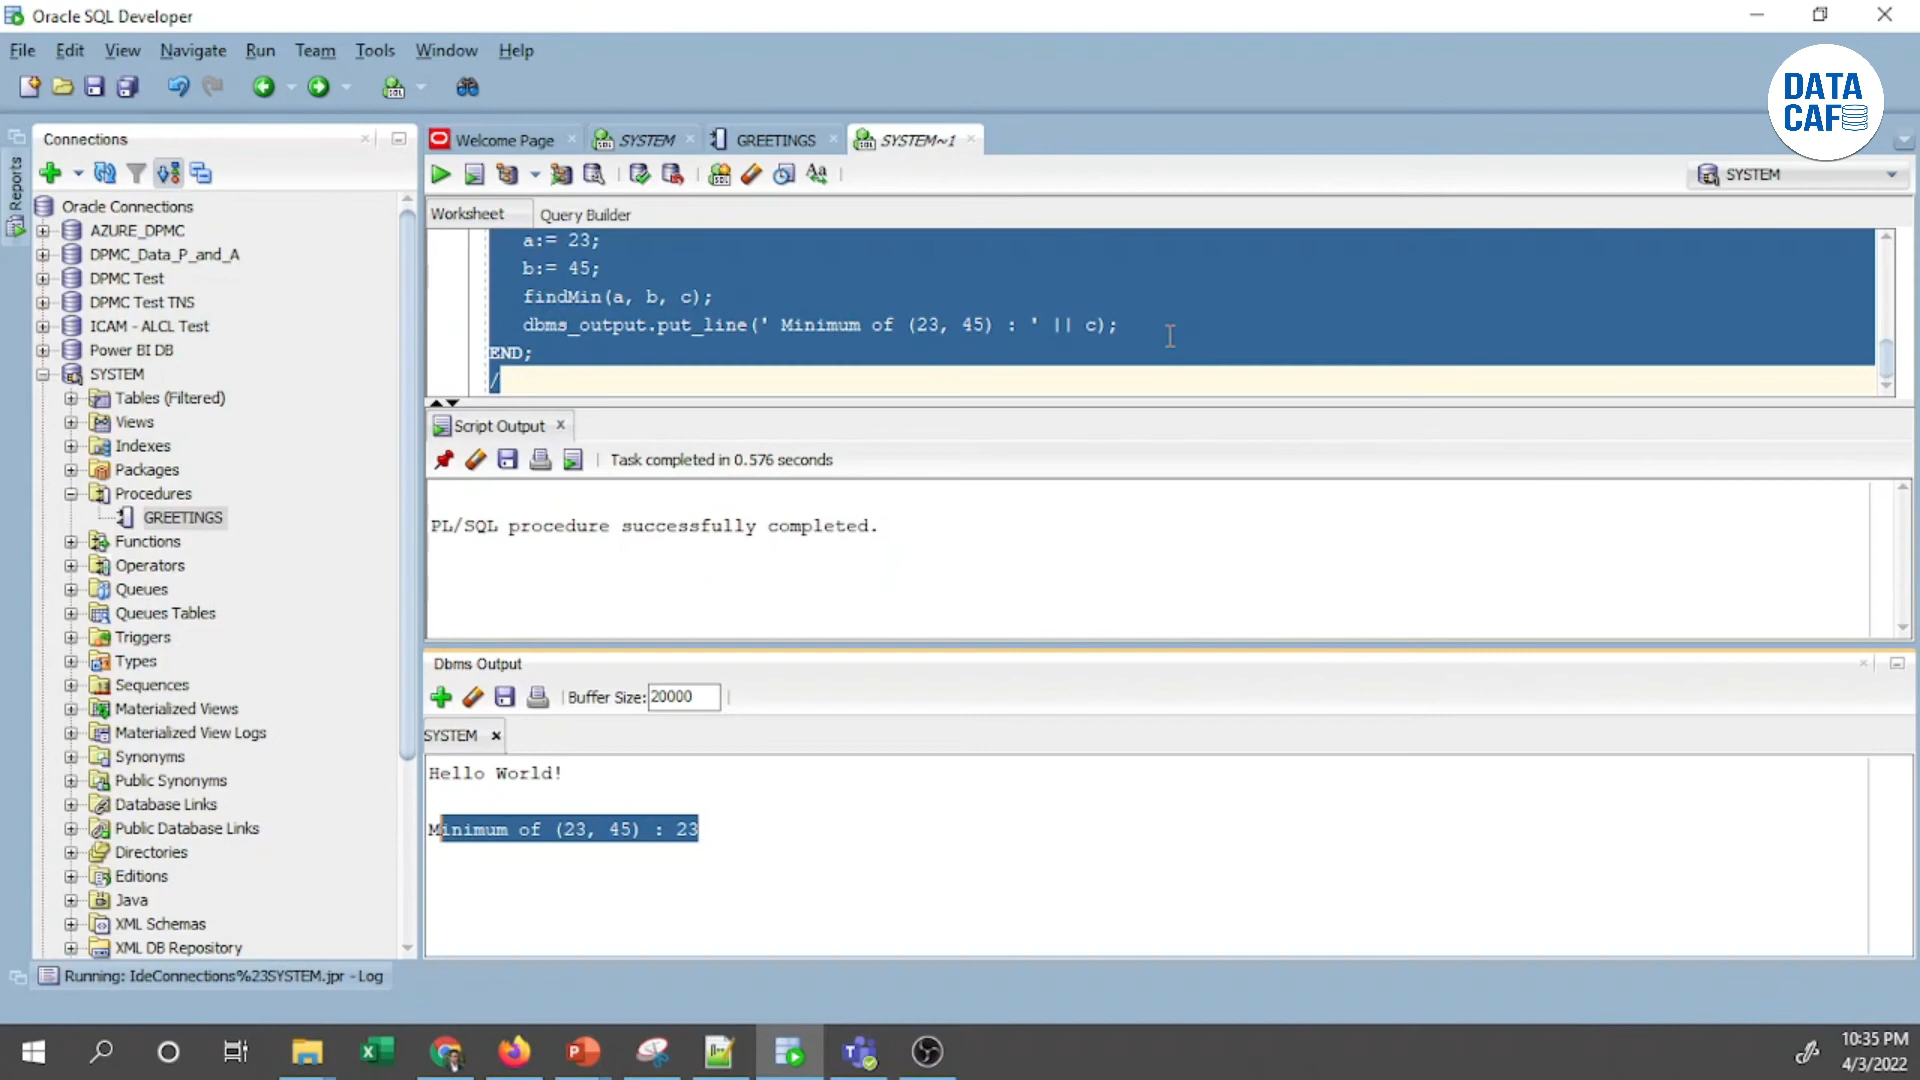 Oracle SQL Developer
File Edit View Navigate Run Team Tools Window Help
DATA
CAF
Reports
Connections
Welcome Page
SYSTEM
GREETINGS
SYSTEM~1
SYSTEM
Worksheet
Query Builder
Oracle Connections
AZURE_DPMC
DPMC_Data_P_and_A
DPMC Test
DPMC Test TNS
ICAM - ALCL Test
Power BI DB
SYSTEM
Tables (Filtered)
Views
Indexes
Packages
Procedures
GREETINGS
Functions
Operators
Queues
Queues Tables
Triggers
Types
Sequences
Materialized Views
Materialized View Logs
Synonyms
Public Synonyms
Database Links
Public Database Links
Directories
Editions
Java
XML Schemas
XML DB Repository
a:= 23;
b:= 45;
findMin(a, b, c);
dbms_output.put_line(' Minimum of (23, 45) : ' || c);
END;
/
Script Output
Task completed in 0.576 seconds
PL/SQL procedure successfully completed.
Dbms Output
Buffer Size: 20000
SYSTEM
Hello World!
Minimum of (23, 45) : 23
Running: IdeConnections%23SYSTEM.jpr - Log
10:35 PM
4/3/2022